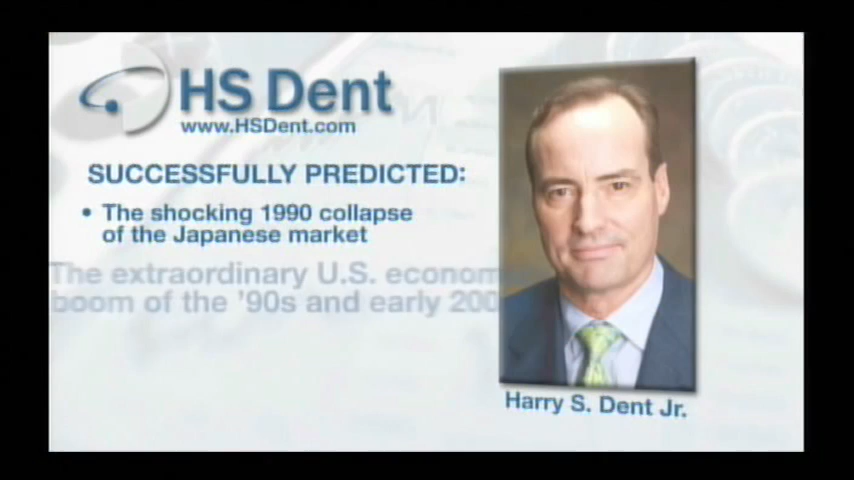 HS Dent
www.HSDent.com
SUCCESSFULLY PREDICTED:
• The shocking 1990 collapse
of the Japanese market
The extraordinary U.S. econom
boom of the '90s and early 200
Harry S. Dent Jr.